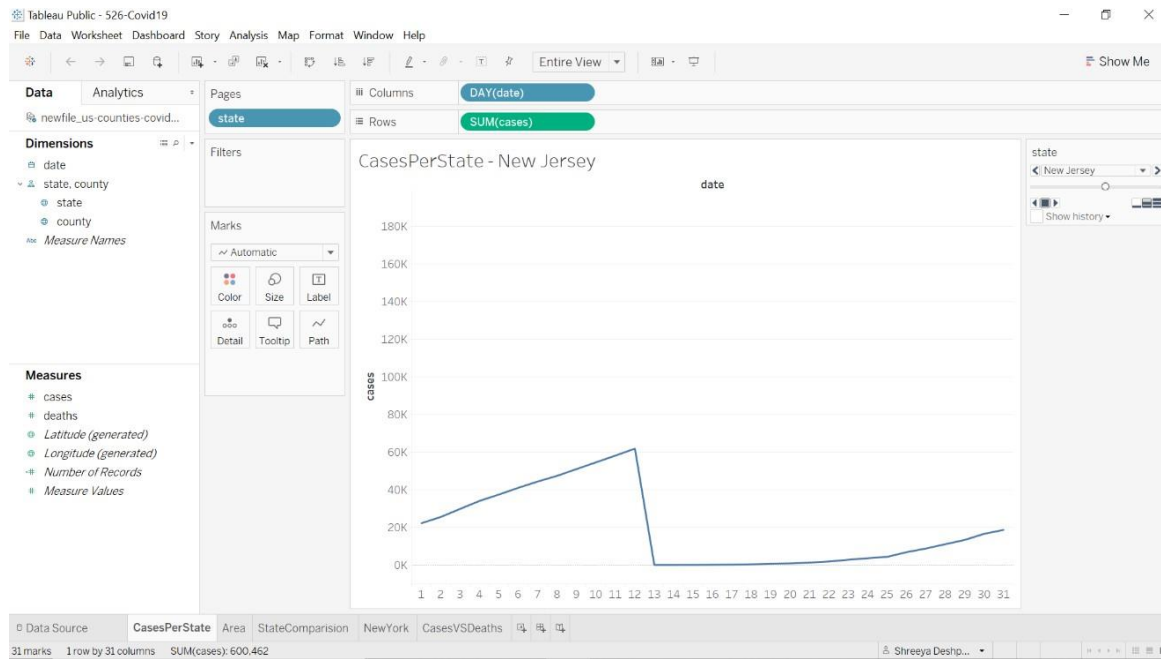 Tableau Public - 526-Covid19
File Data Worksheet Dashboard Story Analysis Map Format Window Help
Entire View
Show Me
Data Analytics
newfile_us-counties-covid...
Dimensions
date
state, county
state
county
Abc Measure Names
Measures
# cases
# deaths
Latitude (generated)
Longitude (generated)
Number of Records
# Measure Values
Pages
state
Filters
Marks
Automatic
Color Size Label
Detail Tooltip Path
Columns DAY(date)
Rows SUM(cases)
CasesPerState - New Jersey
date
180K
160K
140K
120K
100K
80K
60K
40K
20K
0K
cases
1 2 3 4 5 6 7 8 9 10 11 12 13 14 15 16 17 18 19 20 21 22 23 24 25 26 27 28 29 30 31
state
New Jersey
Show history
Data Source CasesPerState Area StateComparision NewYork CasesVSDeaths
31 marks 1 row by 31 columns SUM(cases): 600,462 Shreeya Deshp...